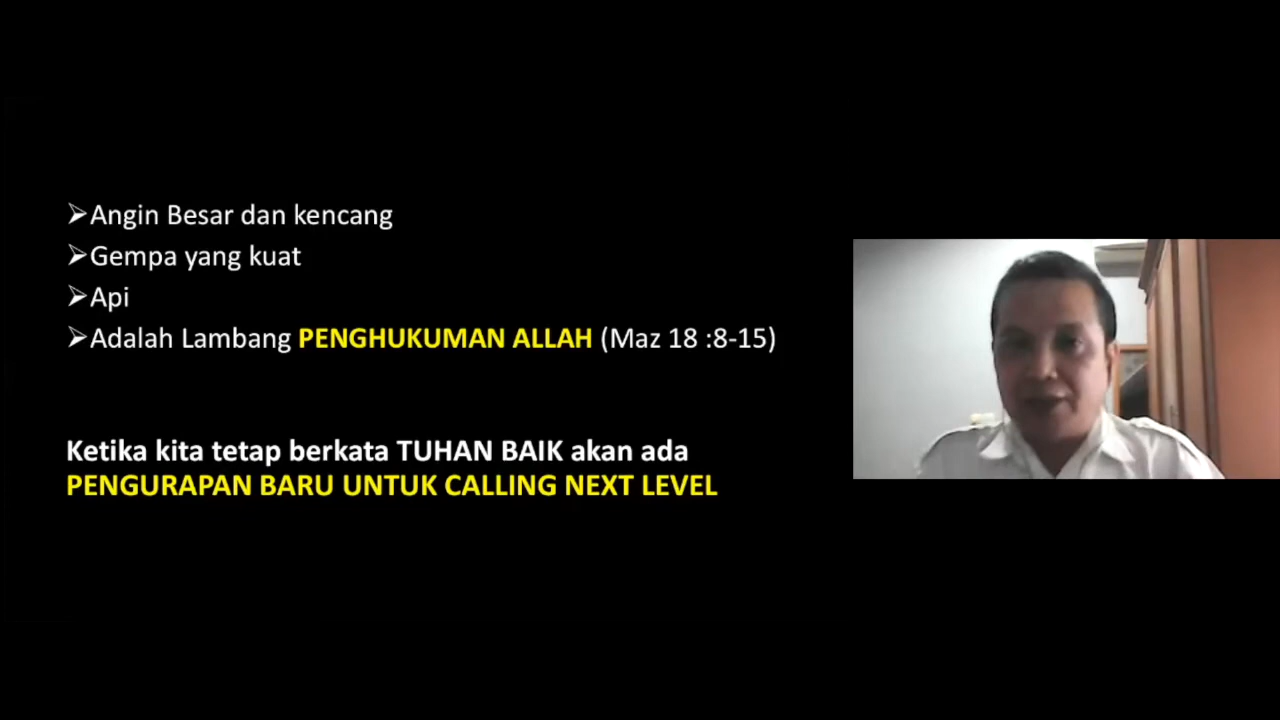 ➢Angin Besar dan kencang
➢Gempa yang kuat
➢Api
➢Adalah Lambang PENGHUKUMAN ALLAH (Maz 18 :8-15)
Ketika kita tetap berkata TUHAN BAIK akan ada
PENGURAPAN BARU UNTUK CALLING NEXT LEVEL